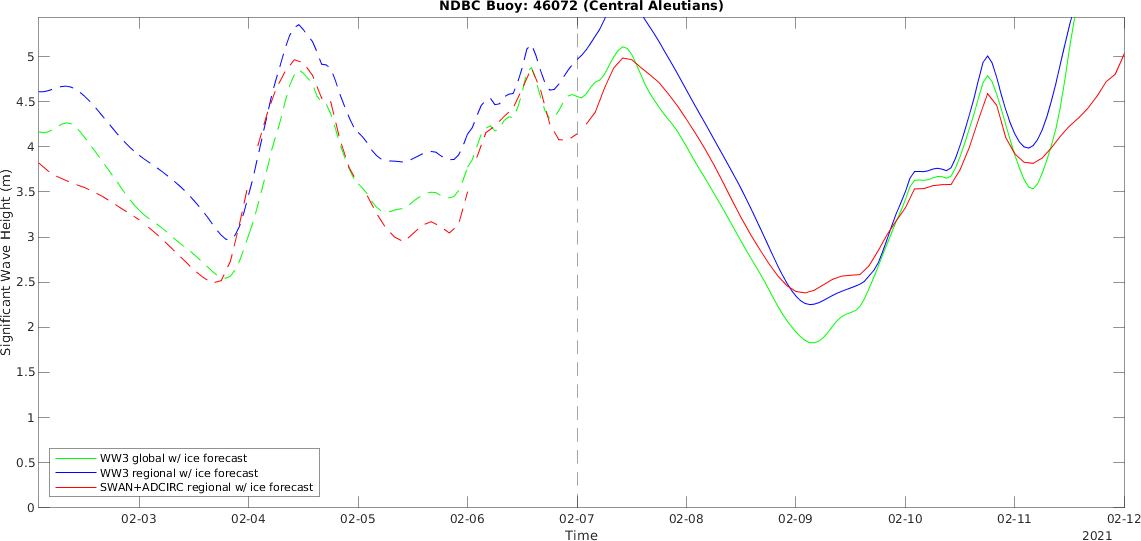 NDBC Buoy: 46072 (Central Aleutians)
5
4.5
4
3.5
3
2.5
2
1.5
1
0.5
0
Significant Wave Height (m)
WW3 global w/ ice forecast
WW3 regional w/ ice forecast
SWAN+ADCIRC regional w/ ice forecast
02-03 02-04 02-05 02-06 02-07 02-08 02-09 02-10 02-11 02-12
Time
2021